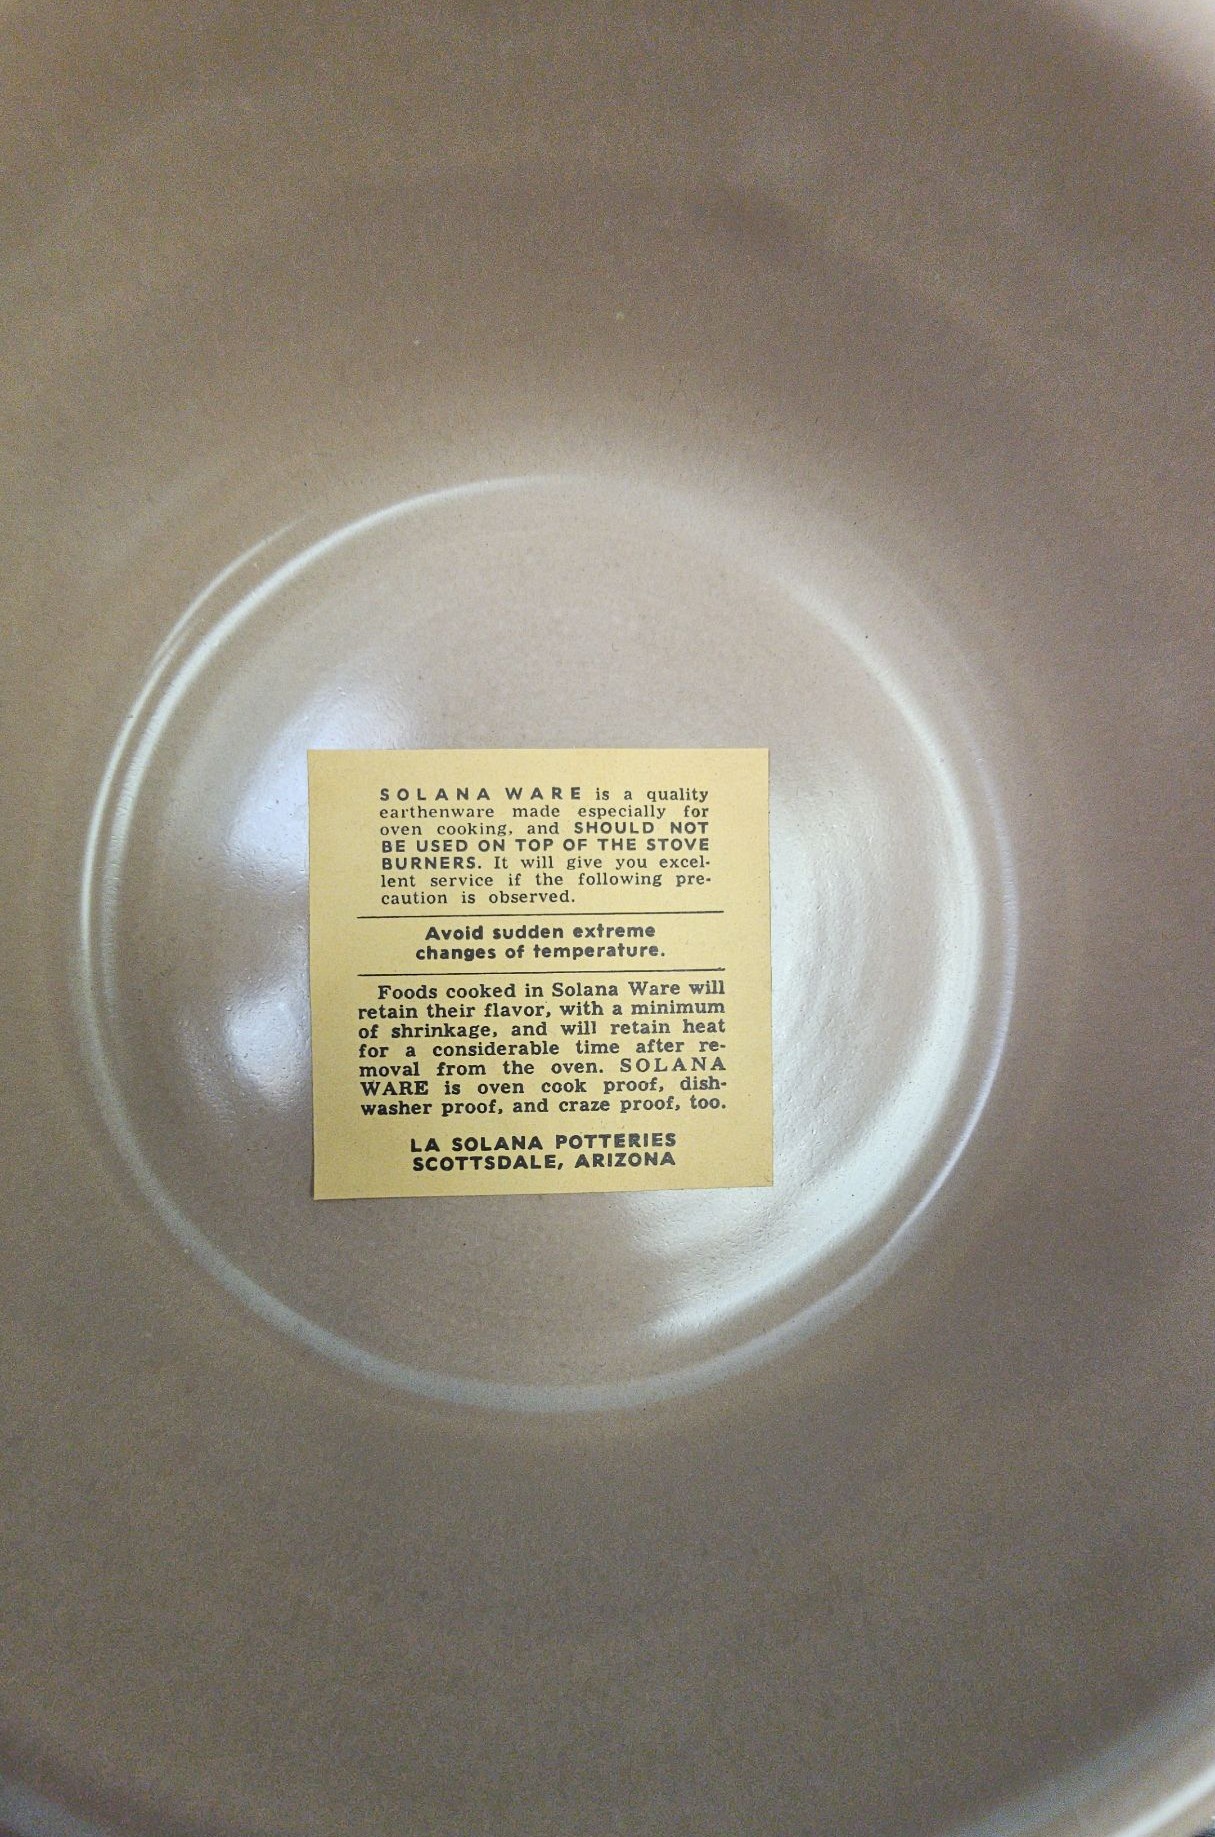 SOLANA WARE is a quality
earthenware made especially for
oven cooking, and SHOULD NOT
BE USED ON TOP OF THE STOVE
BURNERS. It will give you excel-
lent service if the following pre-
caution is observed.
Avoid sudden extreme
changes of temperature.
Foods cooked in Solana Ware will
retain their flavor, with a minimum
of shrinkage, and will retain heat
for a considerable time after re-
moval from the oven. SOLANA
WARE is oven cook proof, dish-
washer proof, and craze proof, too.
LA SOLANA POTTERIES
SCOTTSDALE, ARIZONA